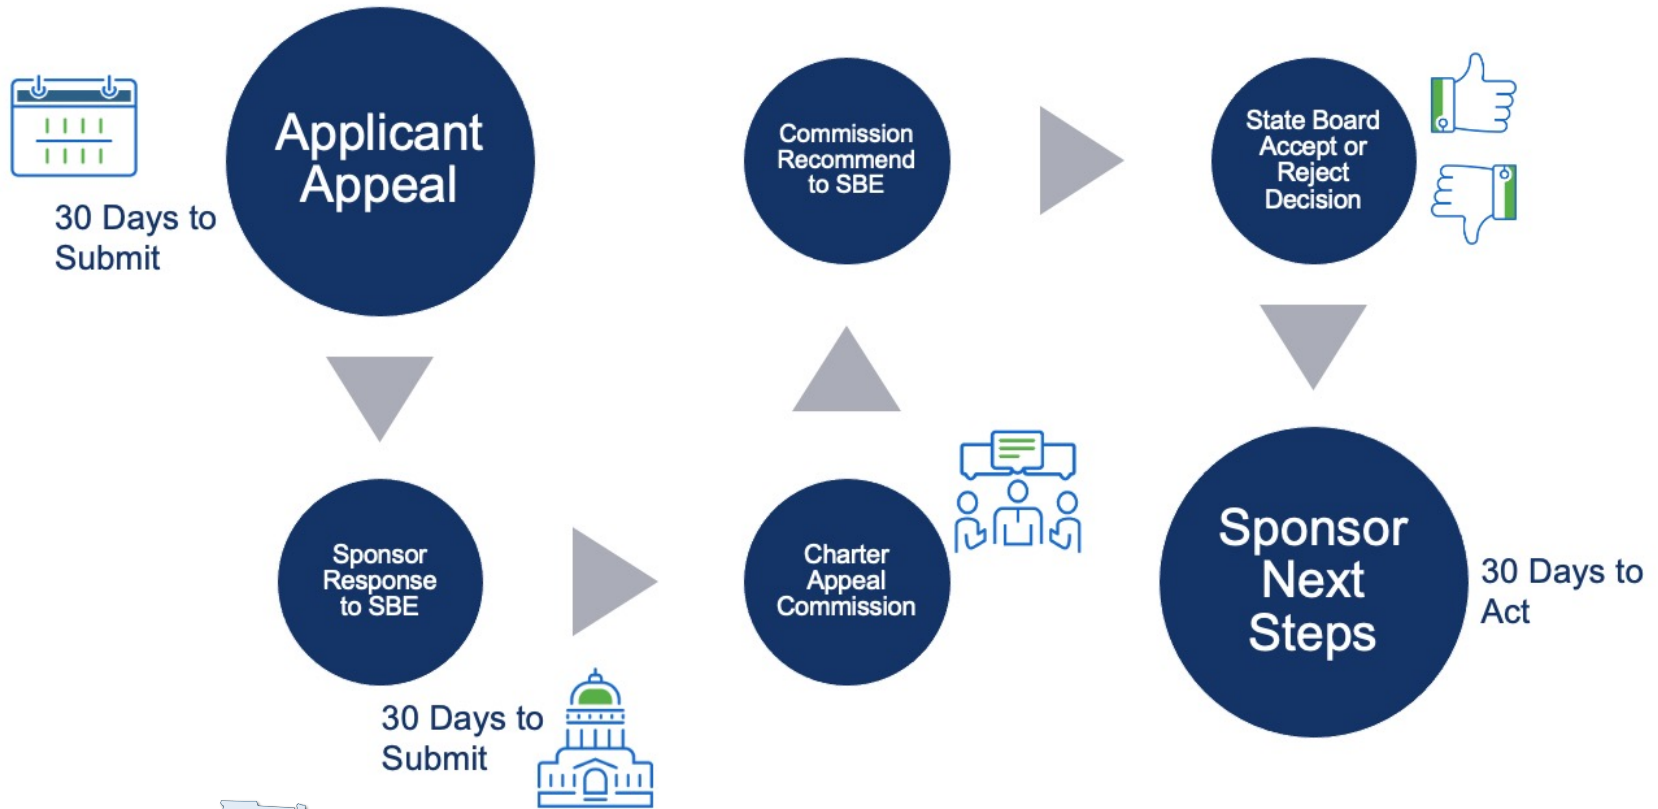 Applicant
Appeal
30 Days to
Submit
Sponsor
Response
to SBE
30 Days to
Submit
Charter
Appeal
Commission
Commission
Recommend
to SBE
State Board
Accept or
Reject
Decision
Sponsor
Next
Steps
30 Days to
Act